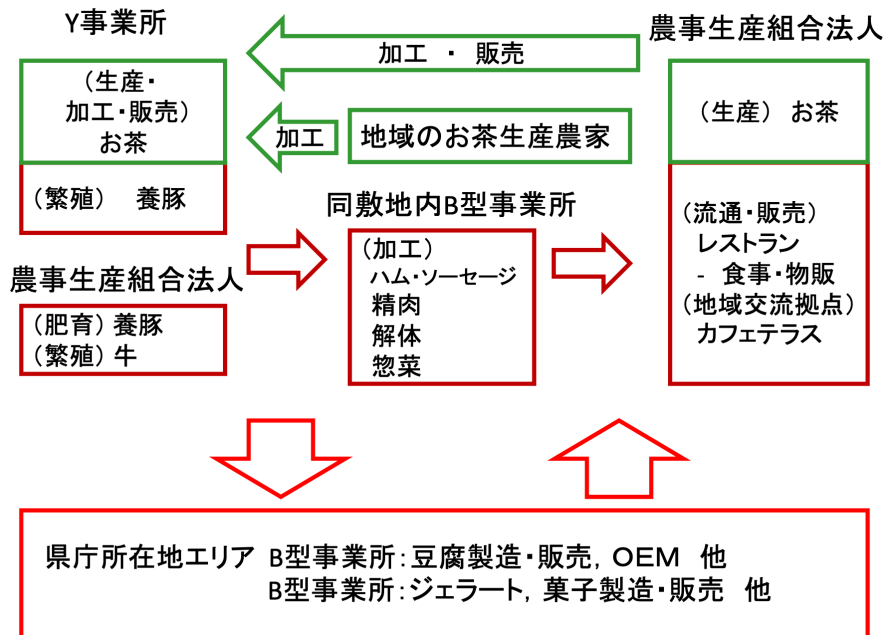 Y事業所
農事生産組合法人
加工 ・ 販売
（生産・
加工・販売）
お茶
加工
地域のお茶生産農家
（生産） お茶
（繁殖） 養豚
同敷地内B型事業所
（流通・販売）
レストラン
- 食事・物販
（地域交流拠点）
カフェテラス
（加工）
ハム・ソーセージ
精肉
解体
惣菜
農事生産組合法人
（肥育）養豚
（繁殖）牛
県庁所在地エリア B型事業所：豆腐製造・販売，OEM 他
B型事業所：ジェラート，菓子製造・販売 他